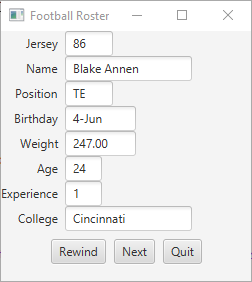 Football Roster
Jersey 86
Name Blake Annen
Position TE
Birthday 4-Jun
Weight 247.00
Age 24
Experience 1
College Cincinnati
Rewind Next Quit